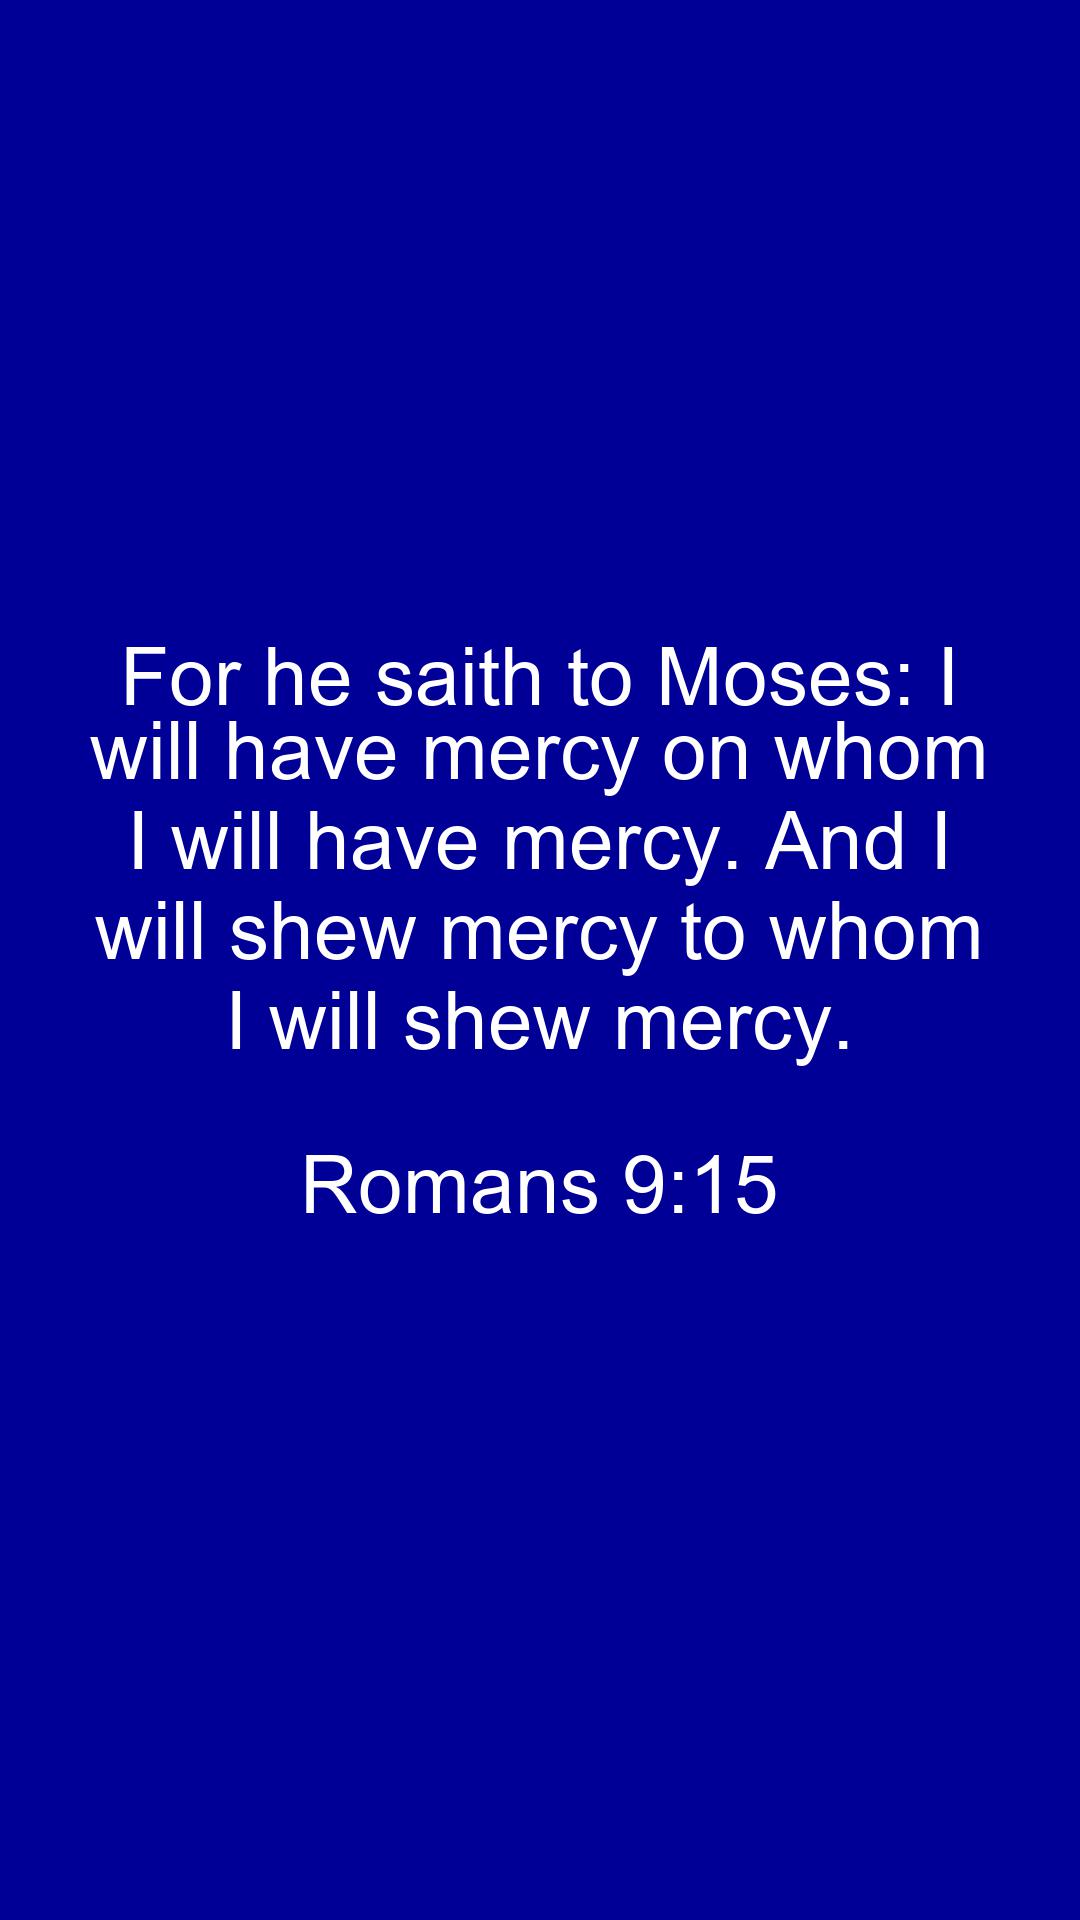 For he saith to Moses: I
will have mercy on whom
I will have mercy. And I
will shew mercy to whom
I will shew mercy.
Romans 9:15